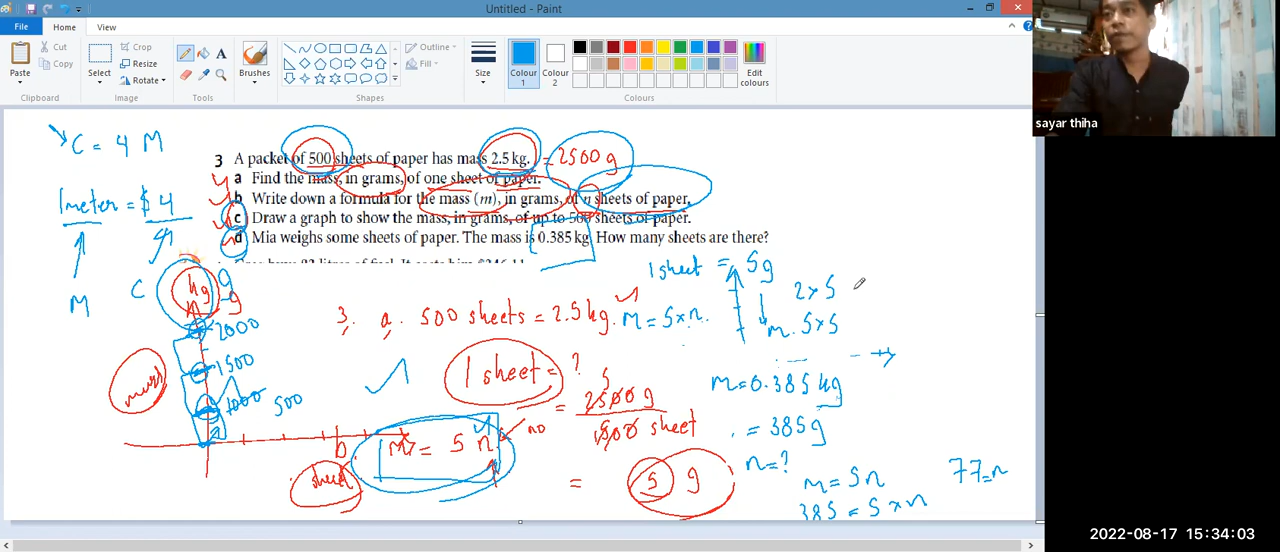 Untitled - Paint
File
Home
View
Paste
Cut
Copy
Clipboard
Select
Crop
Resize
Rotate
Image
Tools
Brushes
Outline
Fill
Shapes
Size
Colour 1
Colour 2
Edit colours
Colours
sayar thiha
C = 4 M
1 meter = $ 4
M
C
3 A packet of 500 sheets of paper has mass 2.5 kg. = 2500 g
a Find the mass, in grams, of one sheet of paper.
b Write down a formula for the mass (m), in grams, of n sheets of paper.
c Draw a graph to show the mass, in grams, of up to 500 sheets of paper.
d Mia weighs some sheets of paper. The mass is 0.385 kg. How many sheets are there?
1 sheet = 5g
2 × 5
m. 5 × 5
3. a. 500 sheets = 2.5 kg.
m = 5 × n.
1 sheet = ?
= 2500 g
500 sheet
= 5 g
kg
g
g
2000
1500
1000 500
mass
sheet
b
m = 5 n
no
m = 0.385 kg
= 385g
n = ?
m = 5n
385 = 5 × n
77 = n
2022-08-17 15:34:03